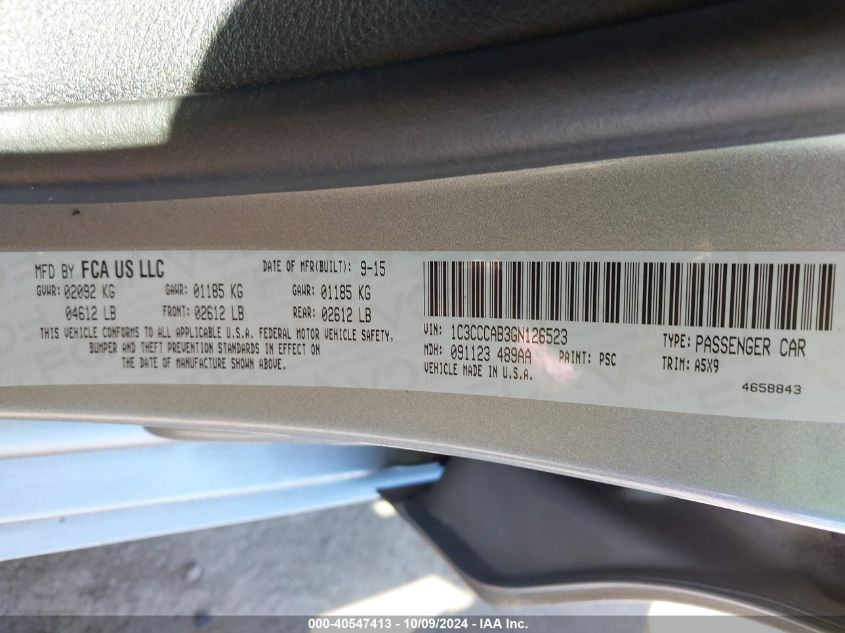 MFD BY FCA US LLC DATE OF MFR(BUILT): 9-15
GVWR: 02092 KG GAWR: 01185 KG GAWR: 01185 KG
04612 LB FRONT: 02612 LB REAR: 02612 LB
THIS VEHICLE CONFORMS TO ALL APPLICABLE U.S.A. FEDERAL MOTOR VEHICLE SAFETY,
BUMPER AND THEFT PREVENTION STANDARDS IN EFFECT ON
THE DATE OF MANUFACTURE SHOWN ABOVE.
VIN: 1C3CCCAB3GN126523 TYPE: PASSENGER CAR
MDH: 091123 489AA PAINT: PSC TRIM: A5X9
VEHICLE MADE IN U.S.A.
4658843
000-40547413 - 10/09/2024 - IAAI Inc.